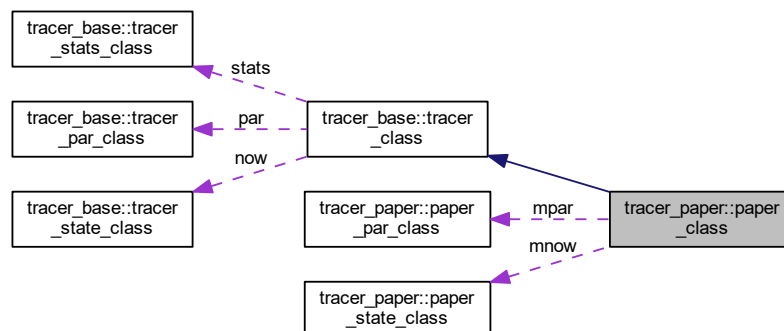 tracer_base::tracer
_stats_class
stats
tracer_base::tracer
_par_class
par
tracer_base::tracer
_class
now
tracer_base::tracer
_state_class
tracer_paper::paper
_par_class
mpar
tracer_paper::paper
_class
mnow
tracer_paper::paper
_state_class